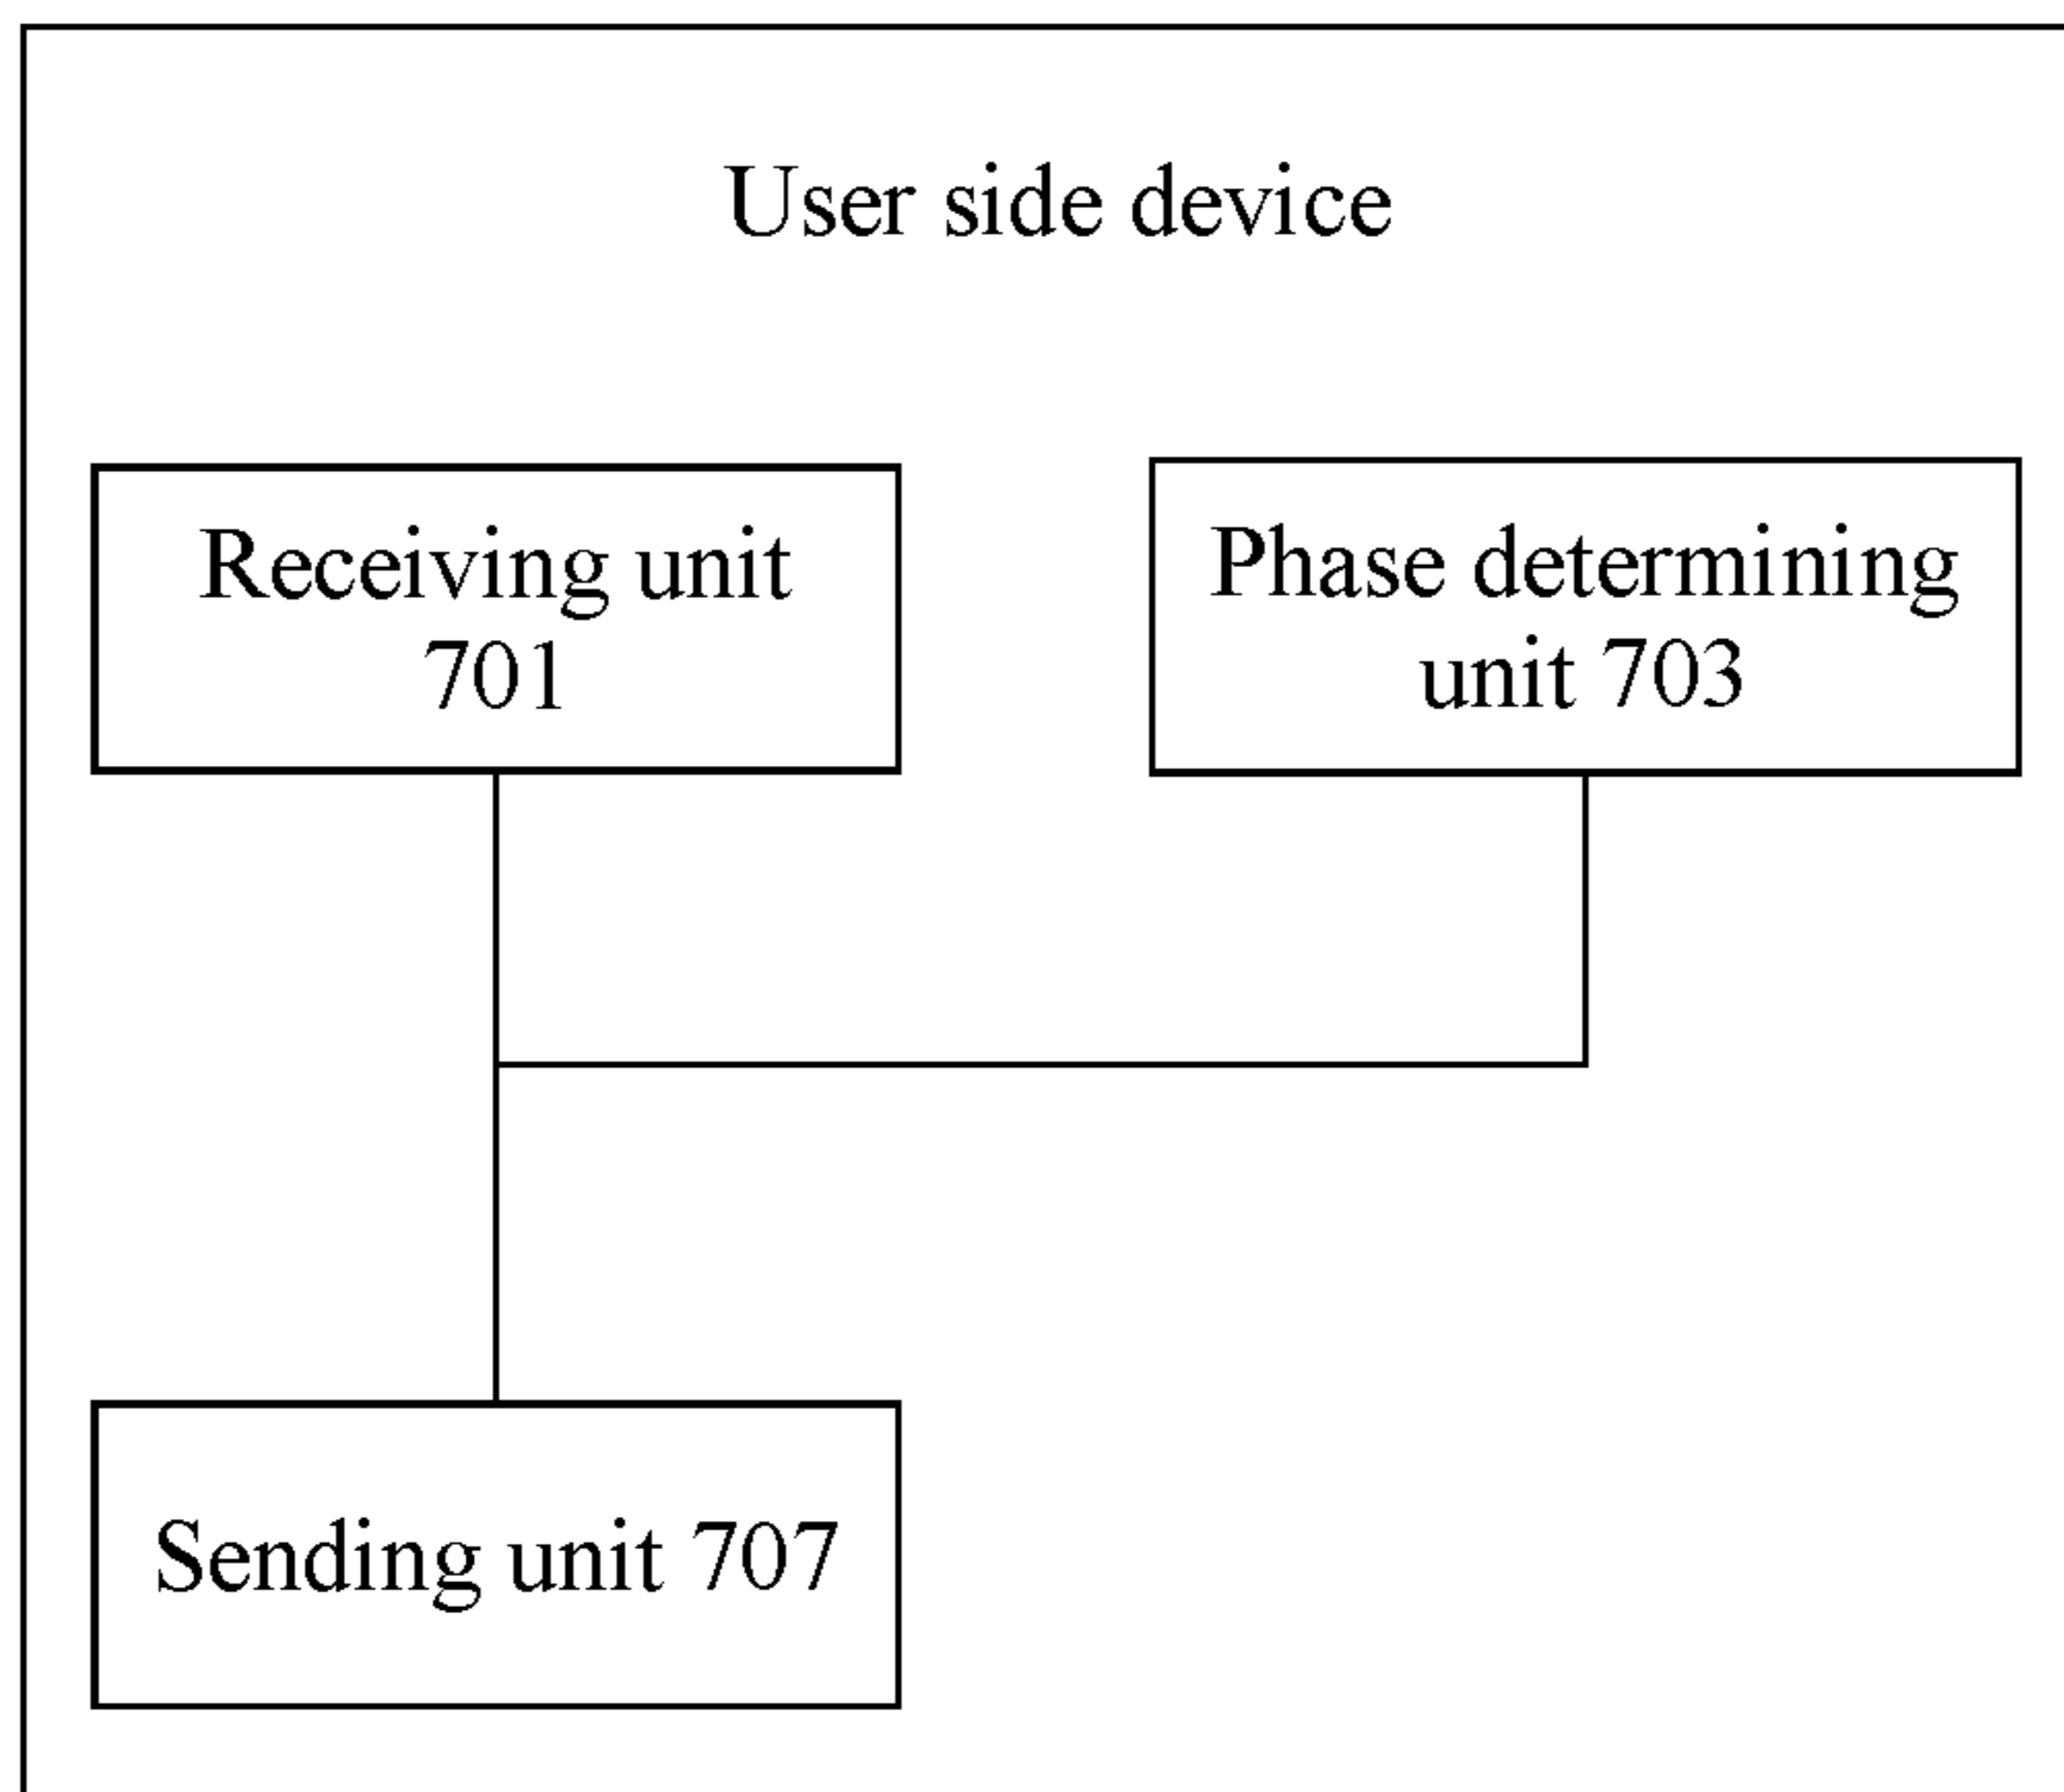 User side device
Receiving unit
701
Phase determining
unit 703
Sending unit 707